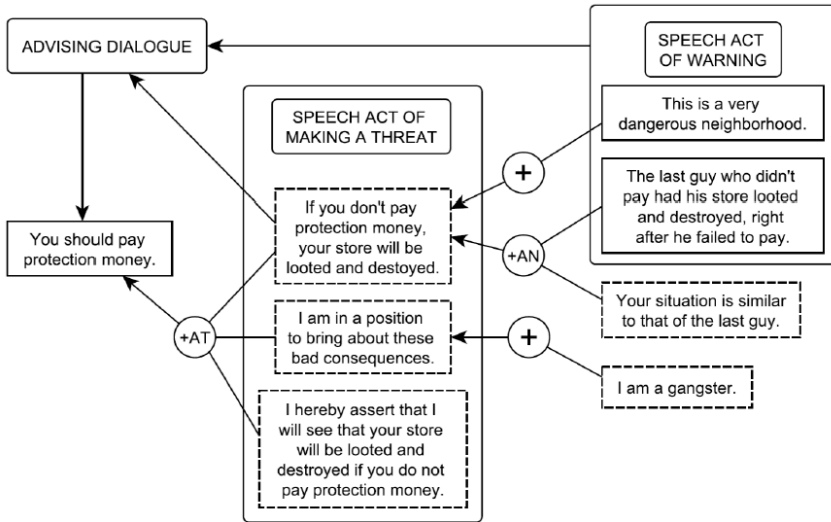 ADVISING DIALOGUE
SPEECH ACT
OF WARNING
This is a very
dangerous neighborhood.
The last guy who didn't
pay had his store looted
and destroyed, right
after he failed to pay.
SPEECH ACT OF
MAKING A THREAT
+
If you don't pay
protection money,
your store will be
looted and destoyed.
+AN
You should pay
protection money.
Your situation is similar
to that of the last guy.
+AT
I am in a position
to bring about these
bad consequences.
+
I am a gangster.
I hereby assert that I
will see that your store
will be looted and
destroyed if you do not
pay protection money.